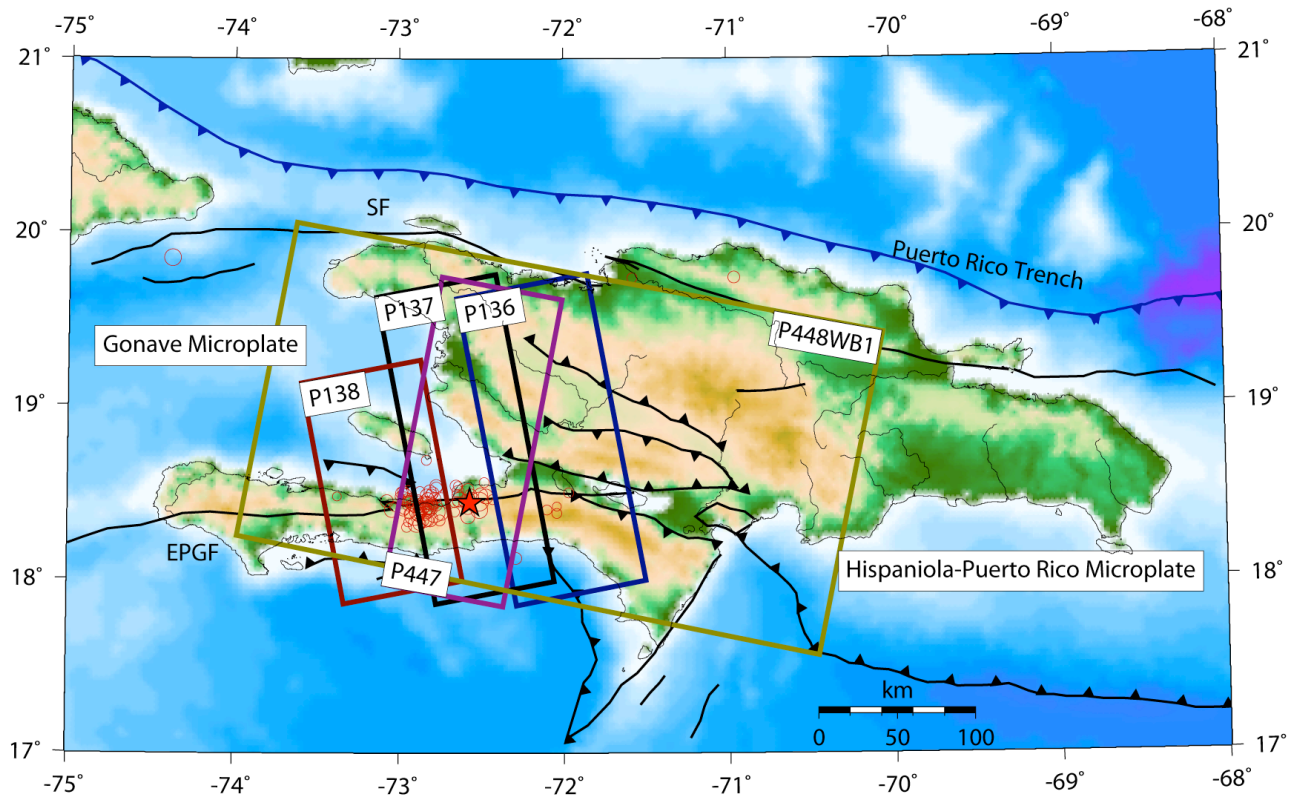 -75 -74 -73 -72 -71 -70 -69 -68
21° 21°
20° 20°
SF
Puerto Rico Trench
P137 P136
P448WB1
Gonave Microplate
P138
19° 19°
EPGF
P447
Hispaniola-Puerto Rico Microplate
18° 18°
km
0 50 100
17° 17°
-75° -74° -73° -72° -71° -70° -69° -68°